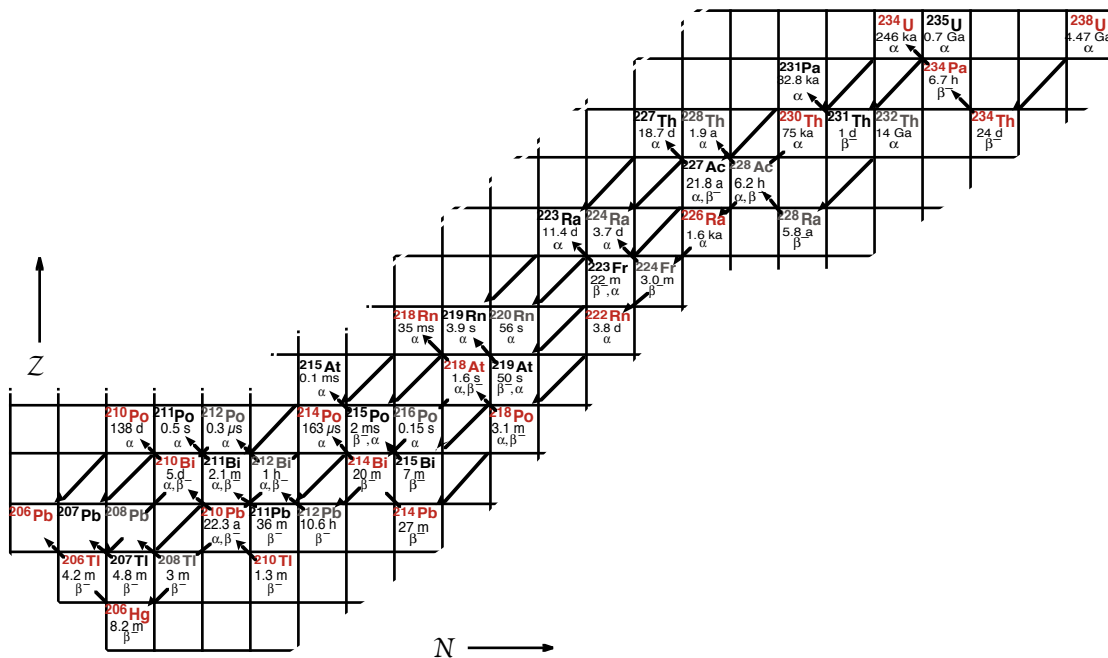 ²³⁴U ²³⁵U ²³⁸U
246 ka 0.7 Ga 4.47 Ga
α α α
²³¹Pa ²³⁴Pa
32.8 ka 6.7 h
α β⁻
²²⁷Th ²²⁸Th ²³⁰Th ²³¹Th ²³²Th ²³⁴Th
18.7 d 1.9 a 75 ka 1 d 14 Ga 24 d
α α α β⁻ α β⁻
²²⁷Ac ²²⁸Ac
21.8 a 6.2 h
α,β⁻ α,β⁻
²²³Ra ²²⁴Ra ²²⁶Ra ²²⁸Ra
11.4 d 3.7 d 1.6 ka 5.8 a
α α α β⁻
²²³Fr ²²⁴Fr
22 m 3.0 m
β⁻,α β⁻
²¹⁸Rn ²¹⁹Rn ²²⁰Rn ²²²Rn
35 ms 3.9 s 56 s 3.8 d
α α α α
²¹⁵At ²¹⁸At ²¹⁹At
0.1 ms 1.6 s 50 s
α α,β⁻ β⁻,α
Z
²¹⁰Po ²¹¹Po ²¹²Po ²¹⁴Po ²¹⁵Po ²¹⁶Po ²¹⁸Po
138 d 0.5 s 0.3 µs 163 µs 2 ms 0.15 s 3.1 m
α α α α β⁻,α α α,β⁻
²¹⁰Bi ²¹¹Bi ²¹²Bi ²¹⁴Bi ²¹⁵Bi
5 d 2.1 m 1 h 20 m 7 m
α,β⁻ α,β⁻ α,β⁻ β⁻ β⁻
²⁰⁶Pb ²⁰⁷Pb ²⁰⁸Pb ²¹⁰Pb ²¹¹Pb ²¹²Pb ²¹⁴Pb
22.3 a 36 m 10.6 h 27 m
α,β⁻ β⁻ β⁻ β⁻
²⁰⁶Tl ²⁰⁷Tl ²⁰⁸Tl ²¹⁰Tl
4.2 m 4.8 m 3 m 1.3 m
β⁻ β⁻ β⁻ β⁻
²⁰⁶Hg
8.2 m
β⁻
N